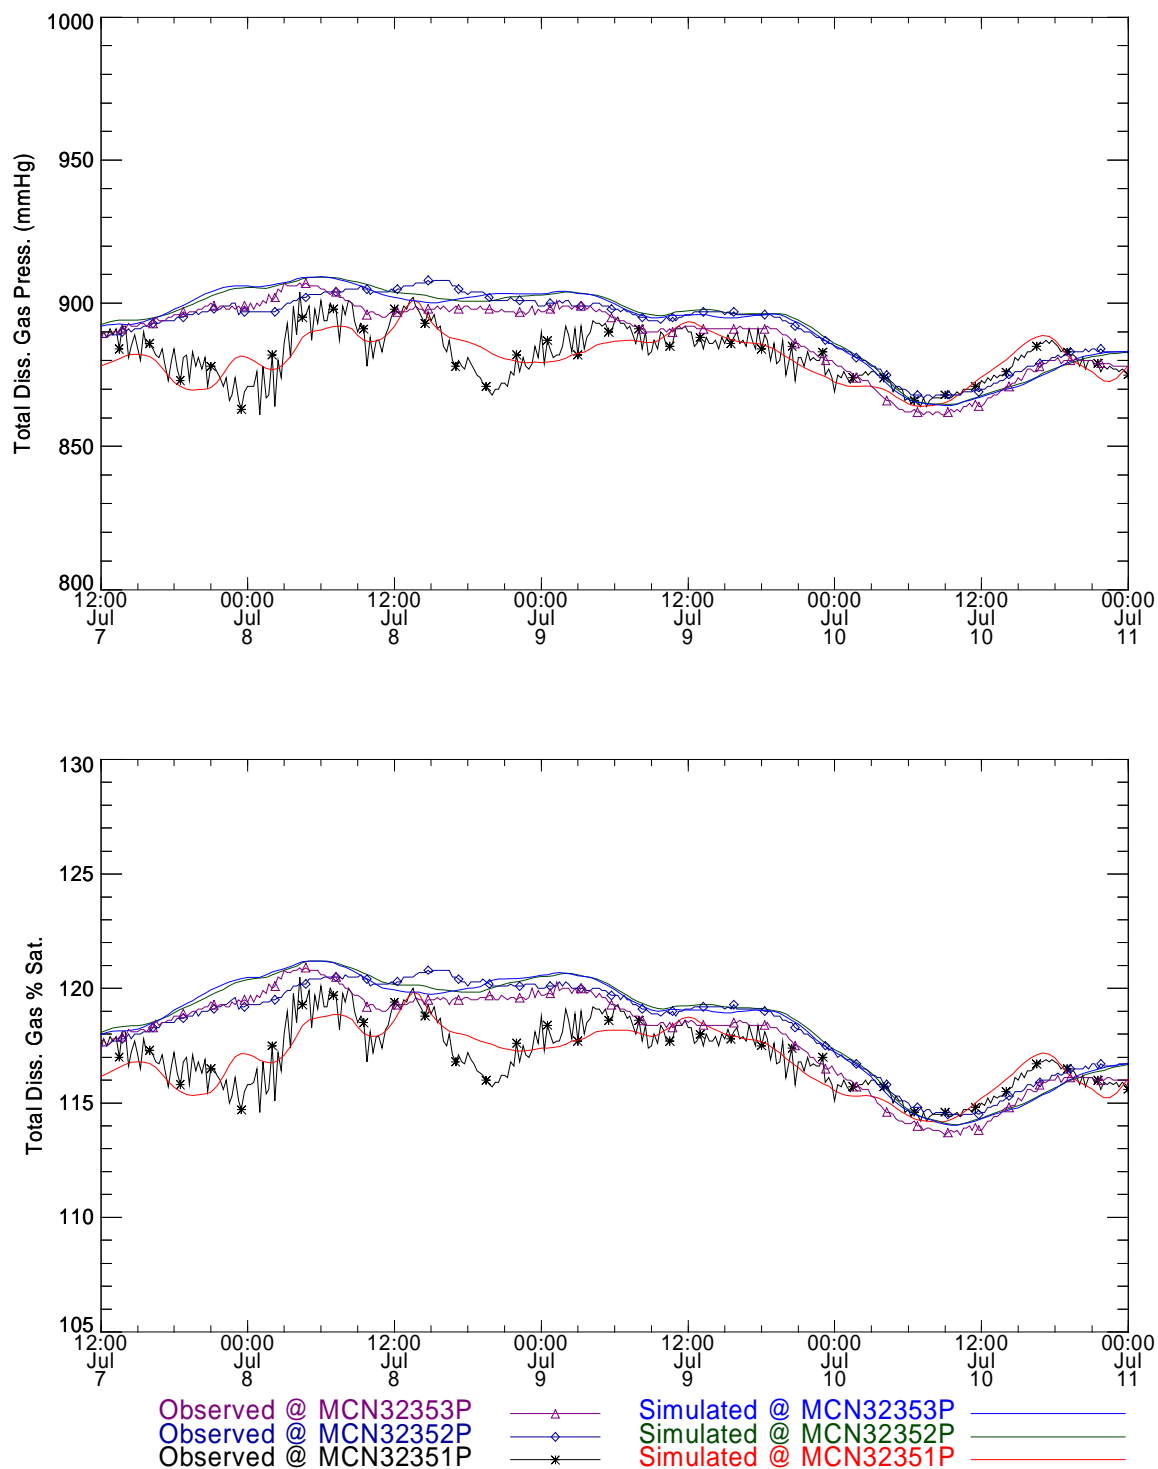 1000
950
900
850
800
Total Diss. Gas Press. (mmHg)
12:00 00:00 12:00 00:00 12:00 00:00 12:00 00:00
Jul Jul Jul Jul Jul Jul Jul Jul
7 8 8 9 9 10 10 11
130
125
120
115
110
105
Total Diss. Gas % Sat.
12:00 00:00 12:00 00:00 12:00 00:00 12:00 00:00
Jul Jul Jul Jul Jul Jul Jul Jul
7 8 8 9 9 10 10 11
Observed @ MCN32353P Simulated @ MCN32353P
Observed @ MCN32352P Simulated @ MCN32352P
Observed @ MCN32351P Simulated @ MCN32351P